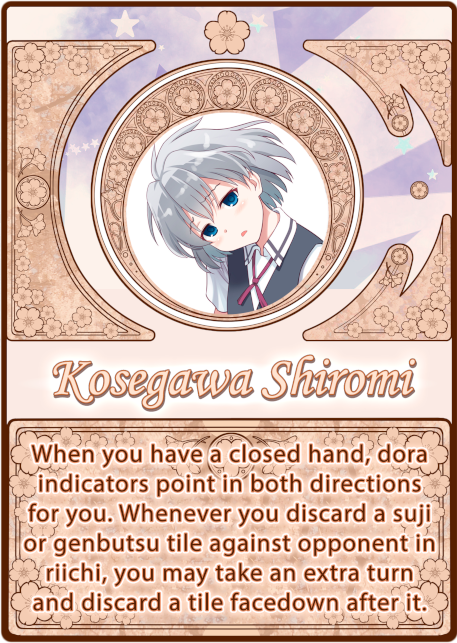 Kosegawa Shiromi
When you have a closed hand, dora
indicators point in both directions
for you. Whenever you discard a suji
or genbutsu tile against opponent in
riichi, you may take an extra turn
and discard a tile facedown after it.